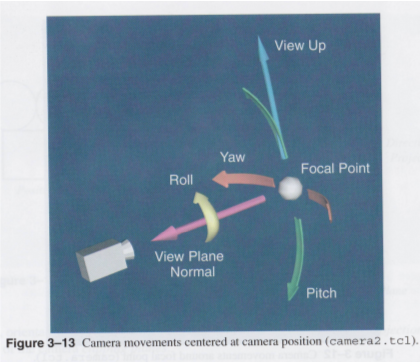 View Up
Yaw
Focal Point
Roll
View Plane
Normal
Pitch
Figure 3–13 Camera movements centered at camera position (camera2.tcl).